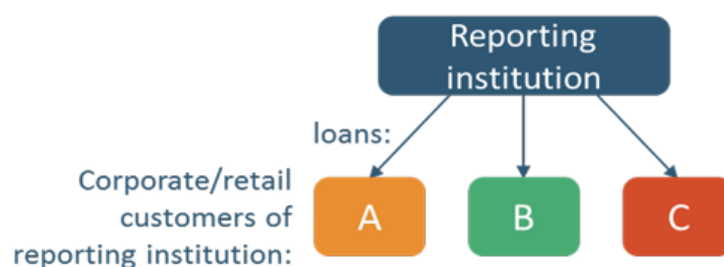 Reporting
institution
loans:
Corporate/retail
customers of
reporting institution:
A
B
C